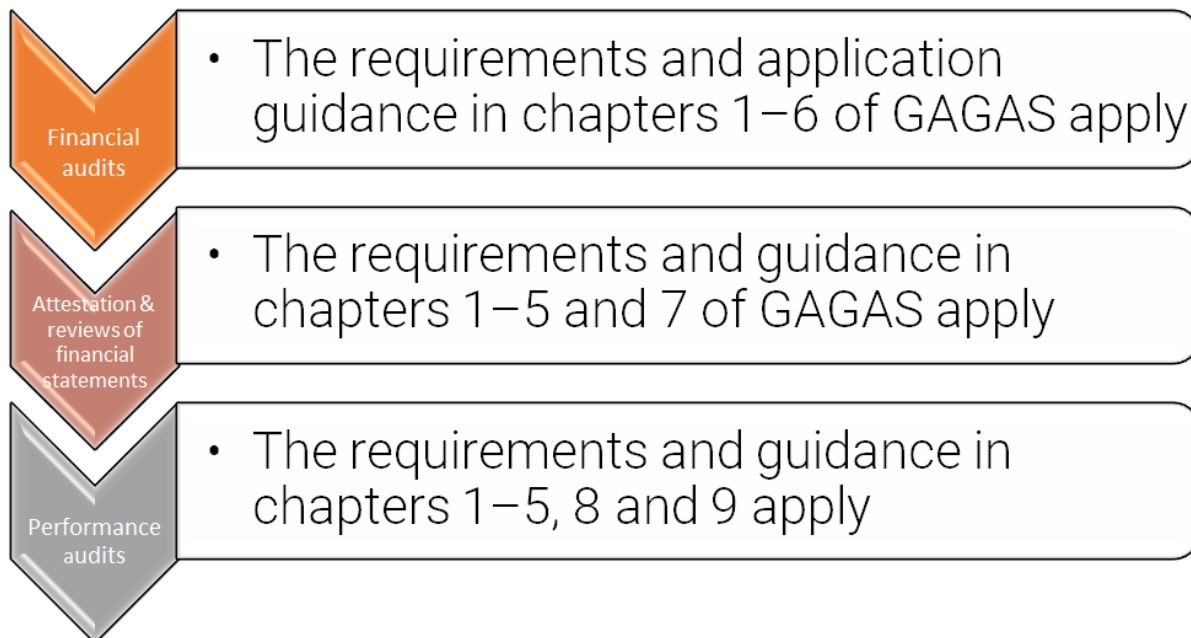 Financial
audits
• The requirements and application
guidance in chapters 1–6 of GAGAS apply
Attestation &
reviews of
financial
statements
• The requirements and guidance in
chapters 1–5 and 7 of GAGAS apply
Performance
audits
• The requirements and guidance in
chapters 1–5, 8 and 9 apply